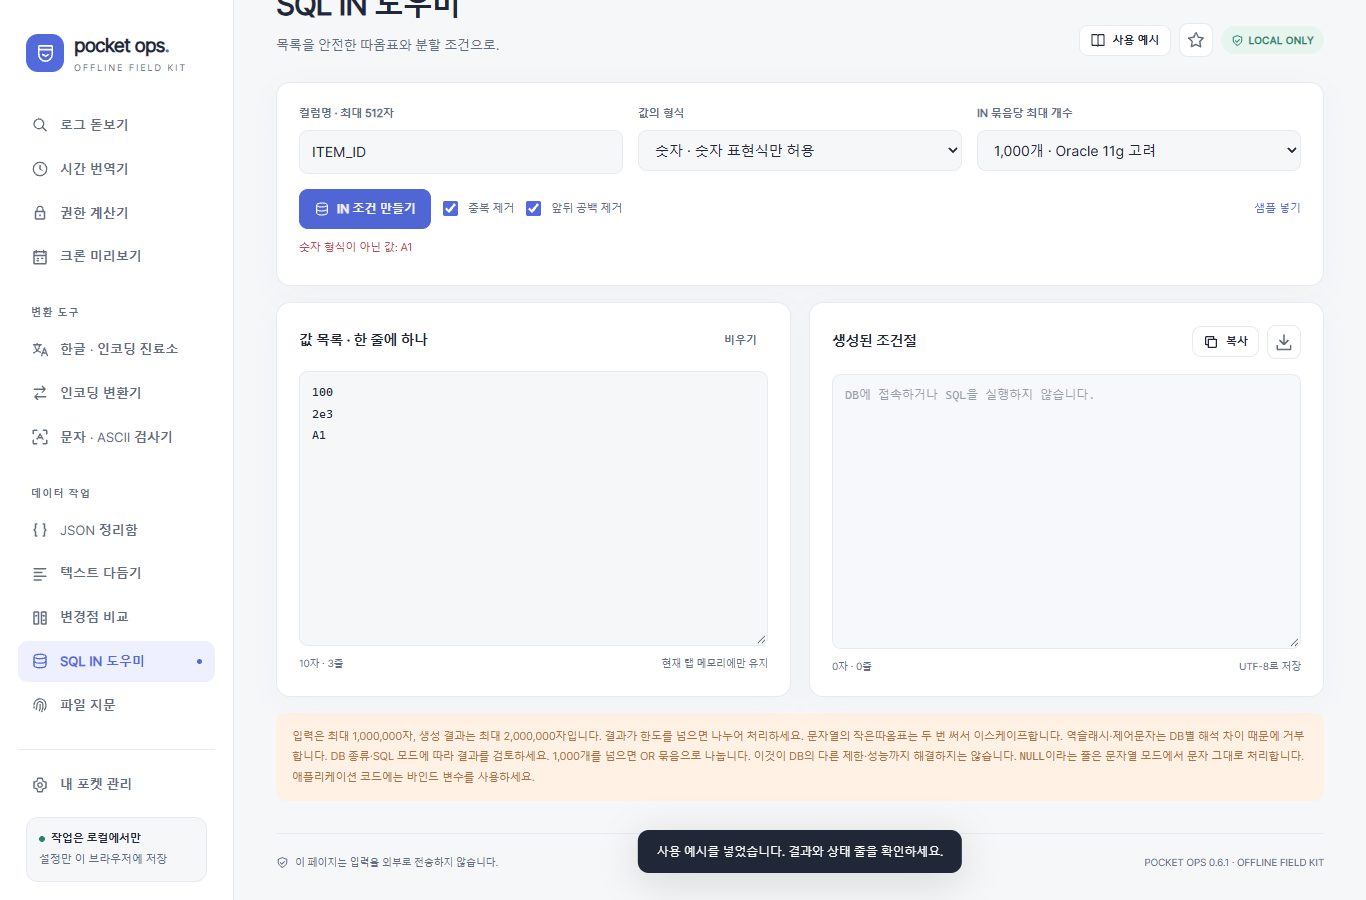 pocket ops.
OFFLINE FIELD KIT
로그 돋보기
시간 번역기
권한 계산기
크론 미리보기
변환 도구
한글 · 인코딩 진료소
인코딩 변환기
문자 · ASCII 검사기
데이터 작업
JSON 정리함
텍스트 다듬기
변경점 비교
SQL IN 도우미
파일 지문
내 포켓 관리
작업은 로컬에서만
설정만 이 브라우저에 저장
SQL IN 도우미
목록을 안전한 따옴표와 분할 조건으로.
사용 예시
LOCAL ONLY
컬럼명 · 최대 512자
값의 형식
IN 묶음당 최대 개수
ITEM_ID
숫자 · 숫자 표현식만 허용
1,000개 · Oracle 11g 고려
IN 조건 만들기
중복 제거
앞뒤 공백 제거
샘플 넣기
숫자 형식이 아닌 값: A1
값 목록 · 한 줄에 하나
비우기
100
2e3
A1
10자 · 3줄
현재 탭 메모리에만 유지
생성된 조건절
복사
DB에 접속하거나 SQL을 실행하지 않습니다.
0자 · 0줄
UTF-8로 저장
입력은 최대 1,000,000자, 생성 결과는 최대 2,000,000자입니다. 결과가 한도를 넘으면 나누어 처리하세요. 문자열의 작은따옴표는 두 번 써서 이스케이프합니다. 역슬래시·제어문자는 DB별 해석 차이 때문에 거부
합니다. DB 종류·SQL 모드에 따라 결과를 검토하세요. 1,000개를 넘으면 OR 묶음으로 나눕니다. 이것이 DB의 다른 제한·성능까지 해결하지는 않습니다. NULL이라는 줄은 문자열 모드에서 문자 그대로 처리합니다.
애플리케이션 코드에는 바인드 변수를 사용하세요.
사용 예시를 넣었습니다. 결과와 상태 줄을 확인하세요.
이 페이지는 입력을 외부로 전송하지 않습니다.
POCKET OPS 0.6.1 · OFFLINE FIELD KIT